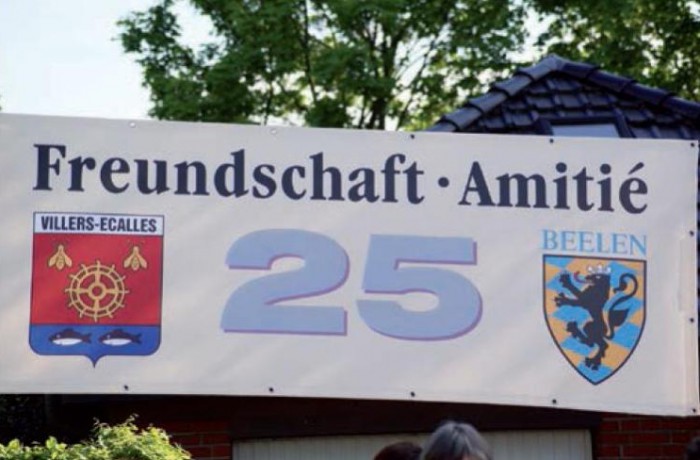 Freundschaft · Amitié
VILLERS-ECALLES
25
BEELEN